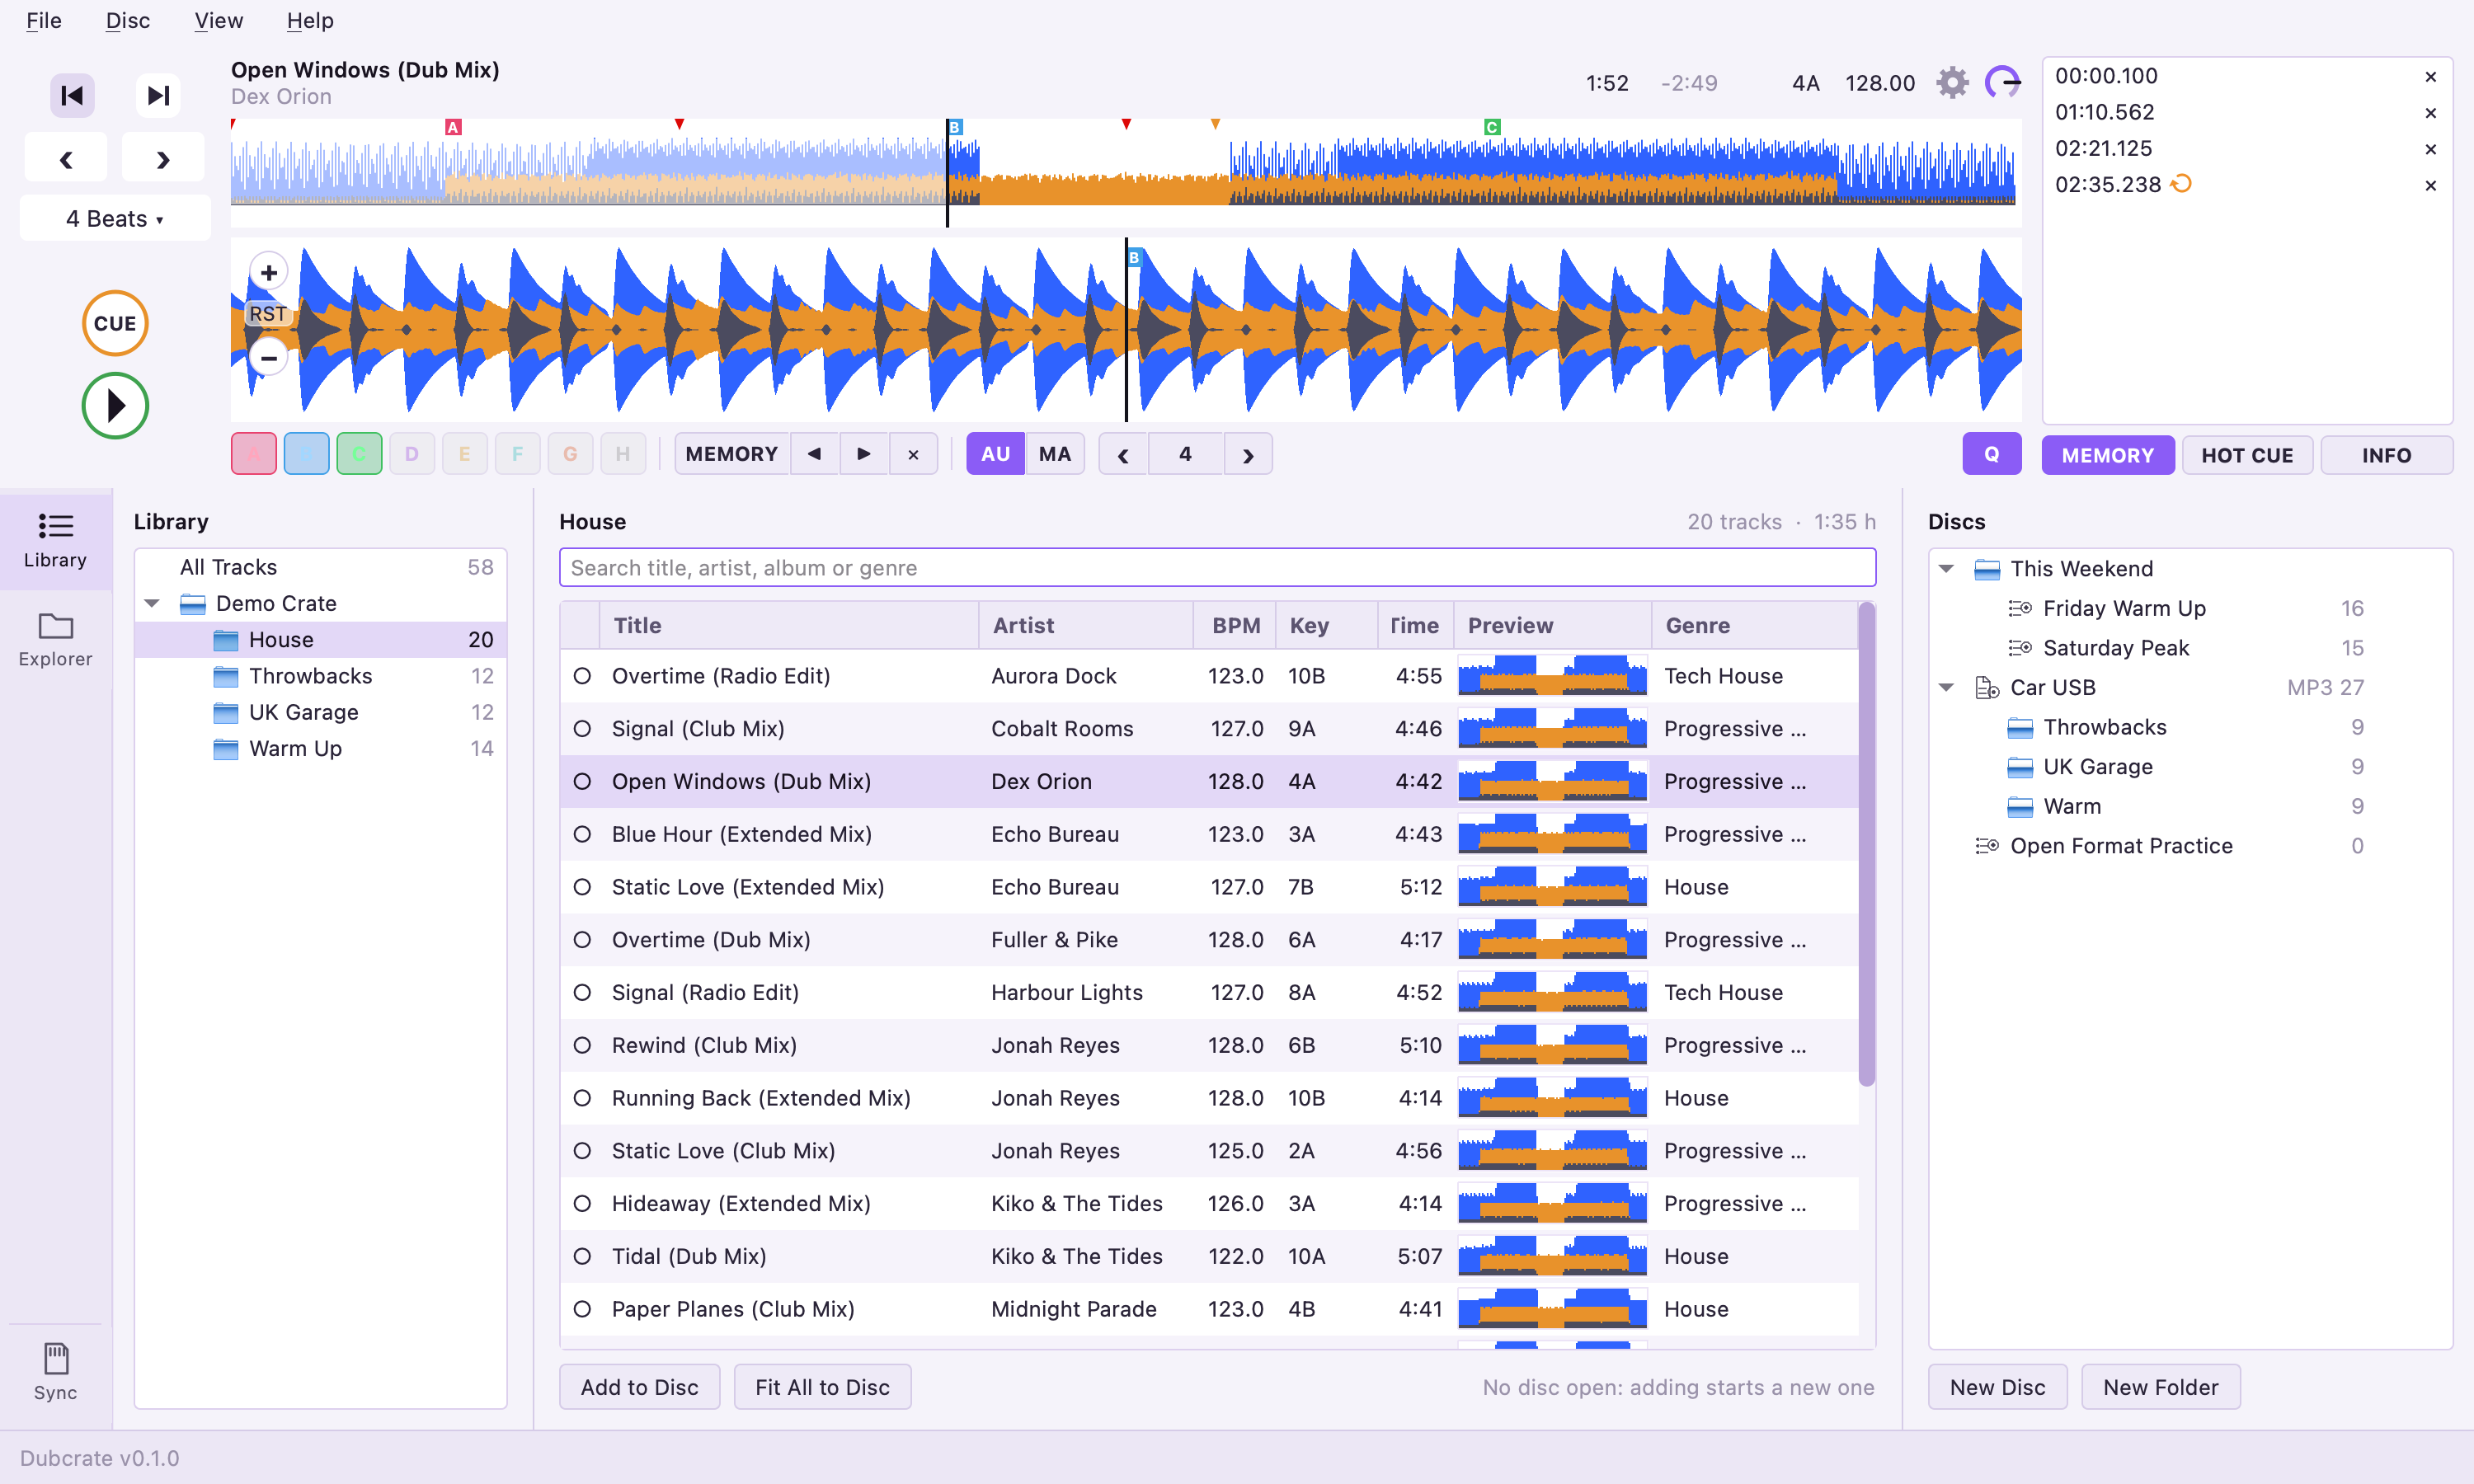 File Disc View Help
Open Windows (Dub Mix)
Dex Orion
1:52 -2:49 4A 128.00
4 Beats
CUE
A B C
B
RST
00:00.100
01:10.562
02:21.125
02:35.238
A C D E F G H
MEMORY
AU MA
4
Q
MEMORY HOT CUE INFO
Library
Explorer
Sync
Library
All Tracks 58
Demo Crate
House 20
Throwbacks 12
UK Garage 12
Warm Up 14
House 20 tracks · 1:35 h
Search title, artist, album or genre
Title Artist BPM Key Time Preview Genre
Overtime (Radio Edit) Aurora Dock 123.0 10B 4:55 Tech House
Signal (Club Mix) Cobalt Rooms 127.0 9A 4:46 Progressive ...
Open Windows (Dub Mix) Dex Orion 128.0 4A 4:42 Progressive ...
Blue Hour (Extended Mix) Echo Bureau 123.0 3A 4:43 Progressive ...
Static Love (Extended Mix) Echo Bureau 127.0 7B 5:12 House
Overtime (Dub Mix) Fuller & Pike 128.0 6A 4:17 Progressive ...
Signal (Radio Edit) Harbour Lights 127.0 8A 4:52 Tech House
Rewind (Club Mix) Jonah Reyes 128.0 6B 5:10 Progressive ...
Running Back (Extended Mix) Jonah Reyes 128.0 10B 4:14 House
Static Love (Club Mix) Jonah Reyes 125.0 2A 4:56 Progressive ...
Hideaway (Extended Mix) Kiko & The Tides 126.0 3A 4:14 Progressive ...
Tidal (Dub Mix) Kiko & The Tides 122.0 10A 5:07 House
Paper Planes (Club Mix) Midnight Parade 123.0 4B 4:41 House
Add to Disc Fit All to Disc No disc open: adding starts a new one
Discs
This Weekend
Friday Warm Up 16
Saturday Peak 15
Car USB MP3 27
Throwbacks 9
UK Garage 9
Warm 9
Open Format Practice 0
New Disc New Folder
Dubcrate v0.1.0